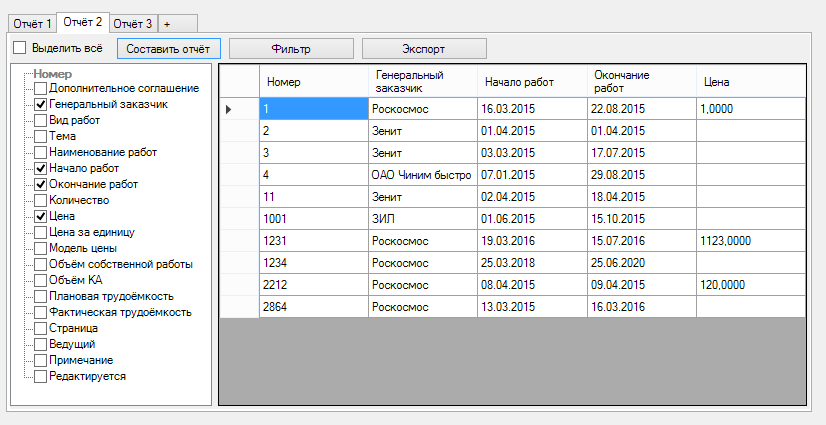 Отчёт 1 Отчёт 2 Отчёт 3 +
Выделить всё Составить отчёт Фильтр Экспорт
Номер
Дополнительное соглашение
Генеральный заказчик
Вид работ
Тема
Наименование работ
Начало работ
Окончание работ
Количество
Цена
Цена за единицу
Модель цены
Объём собственной работы
Объём КА
Плановая трудоёмкость
Фактическая трудоёмкость
Страница
Ведущий
Примечание
Редактируется
Номер Генеральный заказчик Начало работ Окончание работ Цена
1 Роскосмос 16.03.2015 22.08.2015 1,0000
2 Зенит 01.04.2015 01.04.2015
3 Зенит 03.03.2015 17.07.2015
4 ОАО Чиним быстро 07.01.2015 29.08.2015
11 Зенит 02.04.2015 18.04.2015
1001 ЗИЛ 01.06.2015 15.10.2015
1231 Роскосмос 19.03.2016 15.07.2016 1123,0000
1234 Роскосмос 25.03.2018 25.06.2020
2212 Роскосмос 08.04.2015 09.04.2015 120,0000
2864 Роскосмос 13.03.2015 16.03.2016